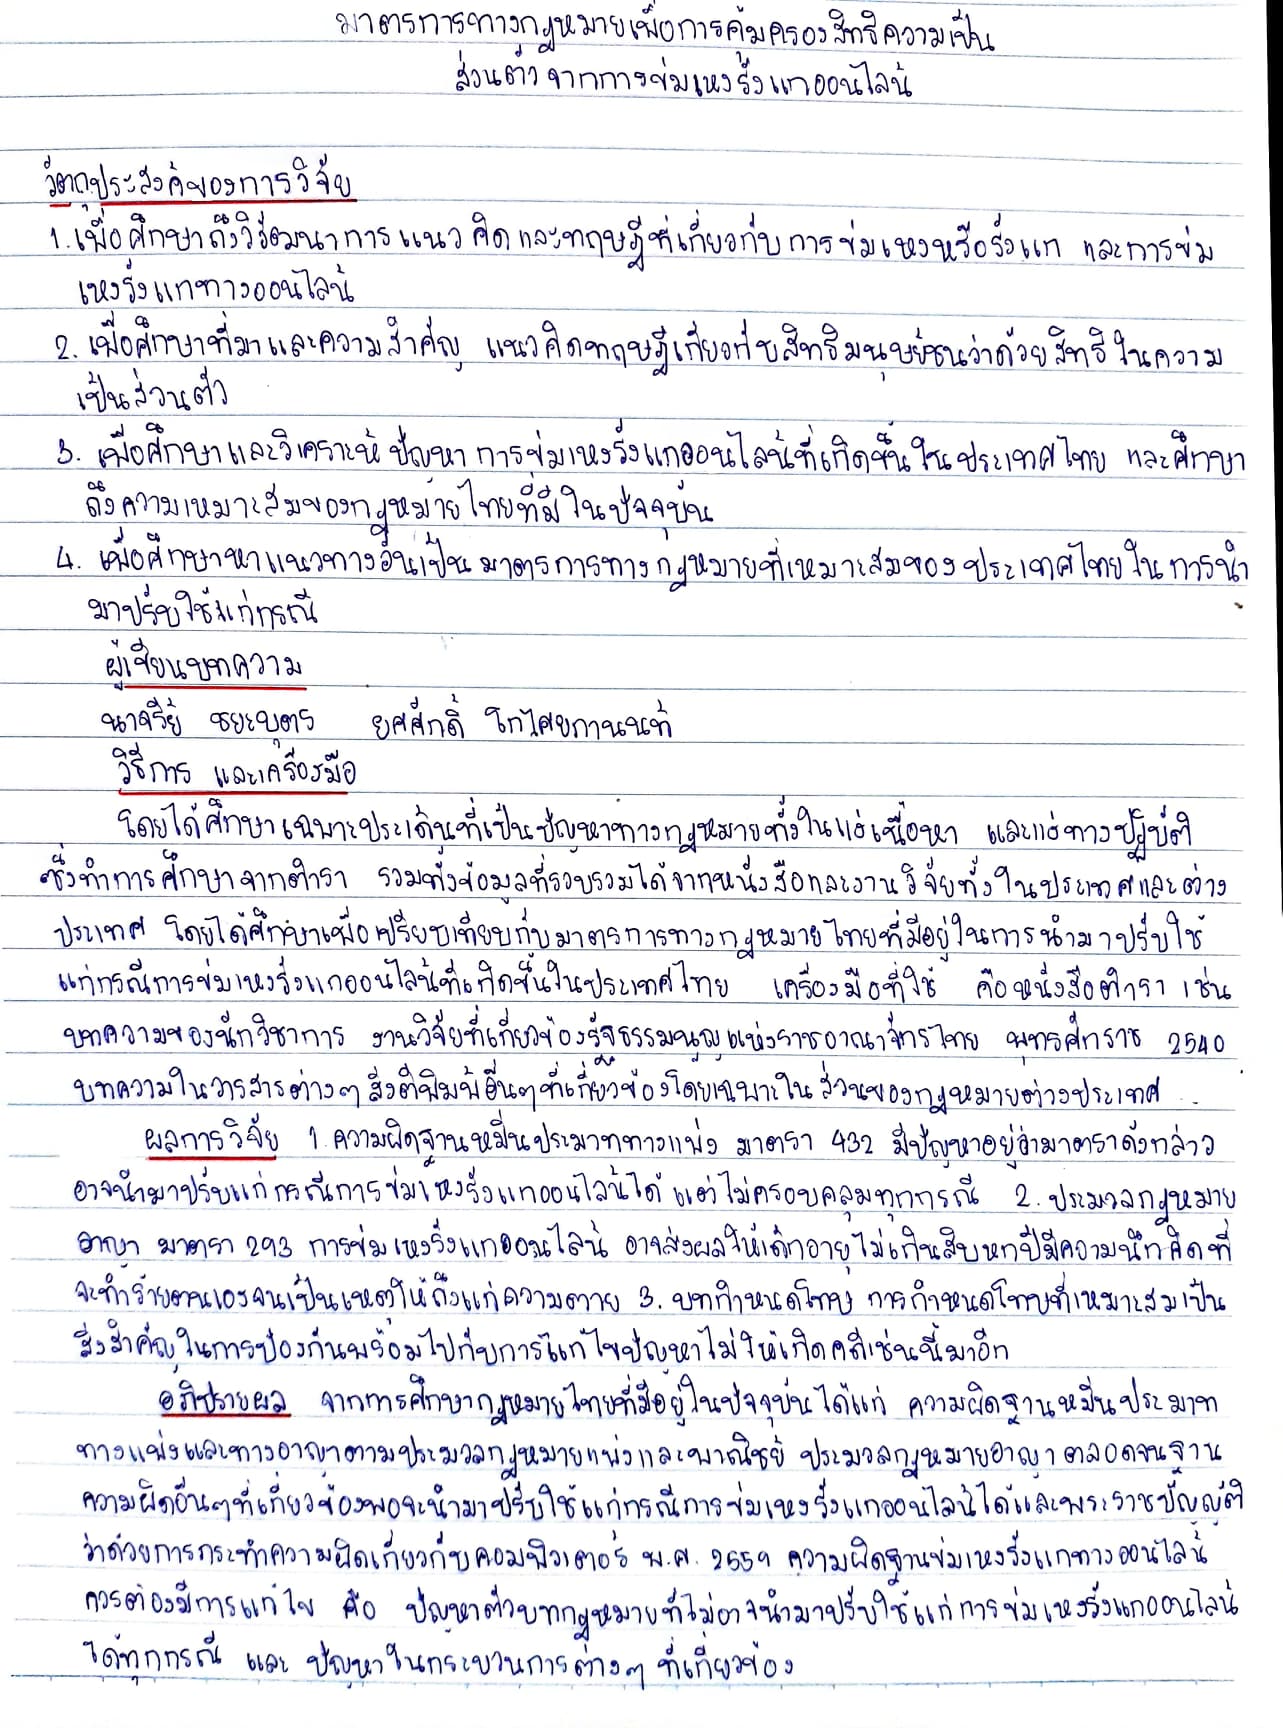 มาตรการทางกฎหมายเพื่อการคุ้มครองสิทธิความเป็น
ส่วนตัวจากการข่มเหงรังแกออนไลน์
วัตถุประสงค์ของการวิจัย
1. เพื่อศึกษาถึงวิวัฒนาการแนวคิดและทฤษฎีที่เกี่ยวกับการข่มเหงหรือรังแก และการข่ม
เหงรังแกทางออนไลน์
2. เพื่อศึกษาที่มาและความสำคัญ แนวคิดทฤษฎีเกี่ยวกับสิทธิมนุษย์ชนว่าด้วยสิทธิในความ
เป็นส่วนตัว
3. เพื่อศึกษาและวิเคราะห์ปัญหาการข่มเหงรังแกออนไลน์ที่เกิดขึ้นในประเทศไทย และศึกษา
ถึงความเหมาะสมของกฎหมายไทยที่มีในปัจจุบัน
4. เพื่อศึกษาหาแนวทางอันเป็นมาตรการทางกฎหมายที่เหมาะสมของประเทศไทยในการนำ
มาปรับใช้แก่กรณี
ผู้เขียนบทความ
นาจรีย์ ชยะบุตร ยศศักดิ์ โกไศยกานนท์
วิธีการ และเครื่องมือ
โดยได้ศึกษาเฉพาะประเด็นที่เป็นปัญหาทางกฎหมายทั้งในแง่เนื้อหา และแง่ทางปฏิบัติ
ซึ่งทำการศึกษาจากตำรา รวมทั้งข้อมูลที่รวบรวมได้จากหนังสือและงานวิจัยทั้งในประเทศและต่าง
ประเทศ โดยได้ศึกษาเพื่อเปรียบเทียบกับมาตรการทางกฎหมายไทยที่มีอยู่ในการนำมาปรับใช้
แก่กรณีการข่มเหงรังแกออนไลน์ที่เกิดขึ้นในประเทศไทย เครื่องมือที่ใช้ คือหนังสือตำรา เช่น
บทความของนักวิชาการ งานวิจัยที่เกี่ยวข้องรัฐธรรมนูญแห่งราชอาณาจักรไทย พุทธศักราช 2540
บทความในวารสารต่างๆสิ่งตีพิมพ์อื่นๆที่เกี่ยวข้องโดยเฉพาะในส่วนของกฎหมายต่างประเทศ
ผลการวิจัย 1. ความผิดฐานหมิ่นประมาททางแพ่ง มาตรา 432 มีปัญหาอยู่ว่ามาตราดังกล่าว
อาจนำมาปรับแก่กรณีการข่มเหงรังแกออนไลน์ได้ แต่ไม่ครอบคลุมทุกกรณี 2. ประมวลกฎหมาย
อาญา มาตรา 293 การข่มเหงรังแกออนไลน์ อาจส่งผลให้เด็กอายุไม่เกินสิบหกปีมีความนึกคิดที่
จะทำร้ายตนเองจนเป็นเหตุให้ถึงแก่ความตาย 3. บทกำหนดโทษ การกำหนดโทษที่เหมาะสมเป็น
สิ่งสำคัญในการป้องกันพร้อมไปกับการแก้ไขปัญหาไม่ให้เกิดคดีเช่นนี้มาอีก
อภิปรายผล จากการศึกษากฎหมายไทยที่มีอยู่ในปัจจุบันได้แก่ ความผิดฐานหมิ่นประมาท
ทางแพ่งและทางอาญาตามประมวลกฎหมายแพ่งและพาณิชย์ ประมวลกฎหมายอาญาตลอดจนฐาน
ความผิดอื่นๆที่เกี่ยวข้องพอจะนำมาปรับใช้แก่กรณีการข่มเหงรังแกออนไลน์ได้และพระราชบัญญัติ
ว่าด้วยการกระทำความผิดเกี่ยวกับคอมพิวเตอร์ พ.ศ. 2559 ความผิดฐานข่มเหงรังแกทางออนไลน์
ควรต้องมีการแก้ไข คือ ปัญหาตัวบทกฎหมายที่ไม่อาจนำมาปรับใช้แก่การข่มเหงรังแกออนไลน์
ได้ทุกกรณี และ ปัญหาในกระบวนการต่างๆ ที่เกี่ยวข้อง